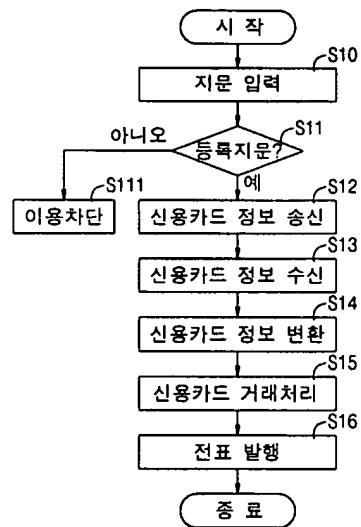 시 작
S10
지문 입력
S11
등록지문?
아니오
예
S111
이용차단
S12
신용카드 정보 송신
S13
신용카드 정보 수신
S14
신용카드 정보 변환
S15
신용카드 거래처리
S16
전표 발행
종 료